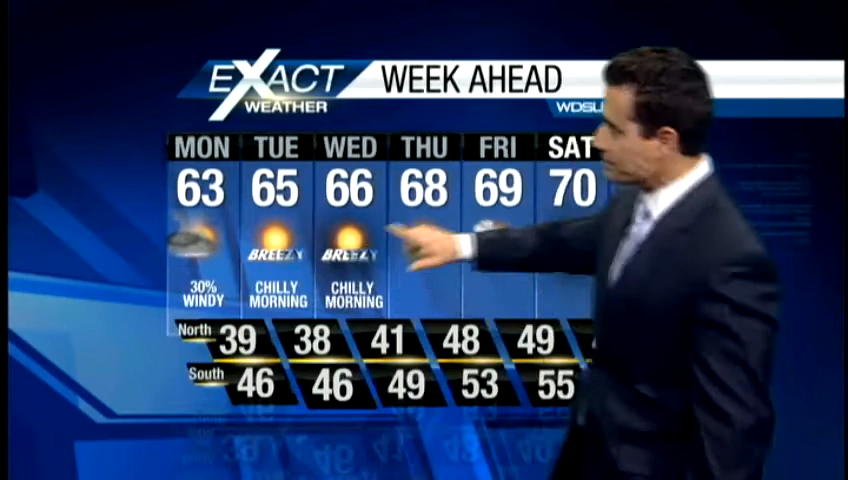 EXACT
WEATHER
WEEK AHEAD
WDSU
MON TUE WED THU FRI SAT
63 65 66 68 69 70
BREEZY BREEZY
30% WINDY
CHILLY MORNING
CHILLY MORNING
North 39 38 41 48 49
South 46 46 49 53 55